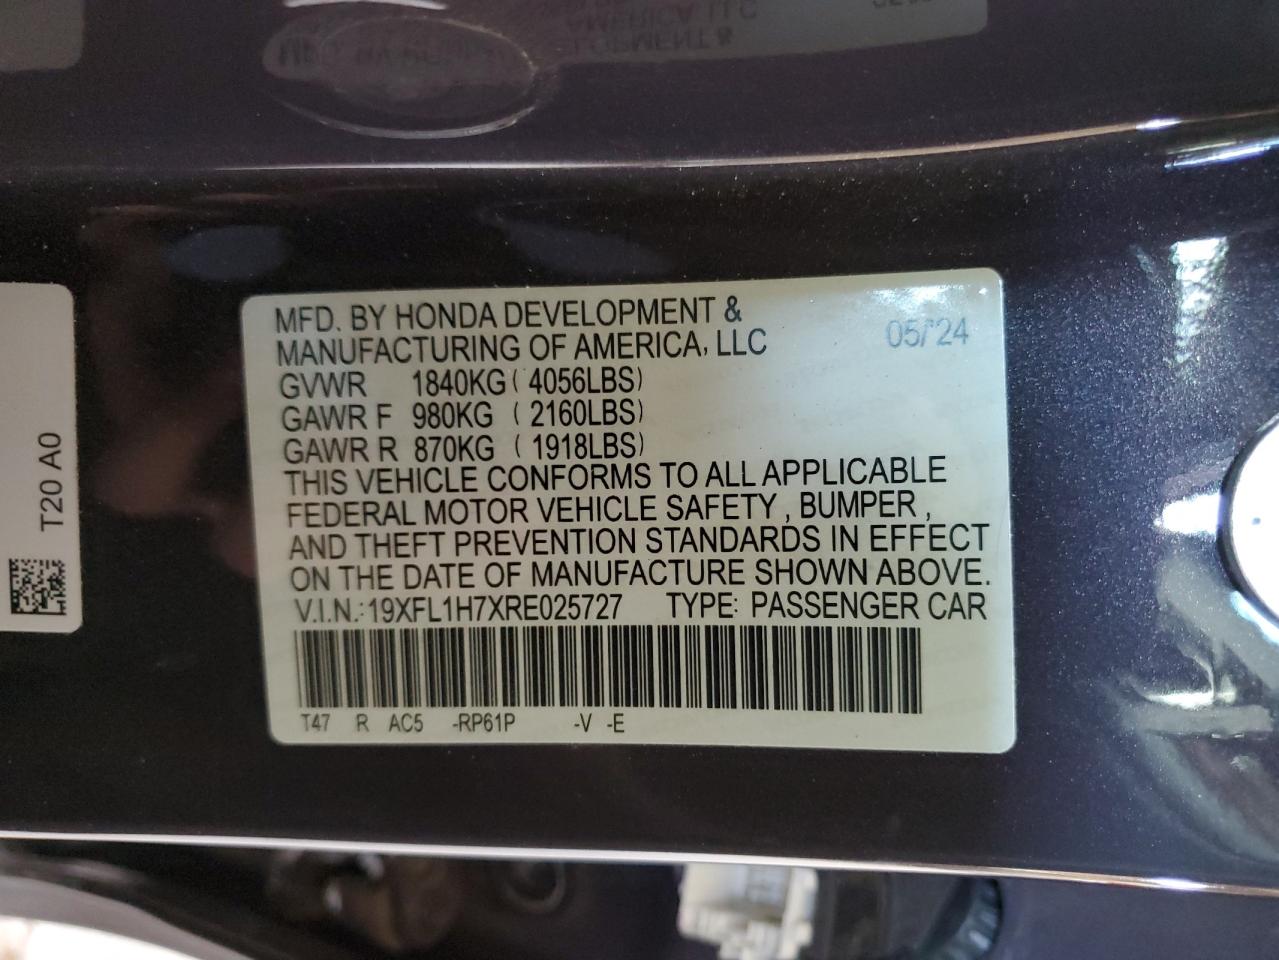 MFD. BY HONDA DEVELOPMENT &
MANUFACTURING OF AMERICA, LLC 05/'24
GVWR 1840KG ( 4056LBS)
GAWR F 980KG ( 2160LBS)
GAWR R 870KG ( 1918LBS)
THIS VEHICLE CONFORMS TO ALL APPLICABLE
FEDERAL MOTOR VEHICLE SAFETY , BUMPER ,
AND THEFT PREVENTION STANDARDS IN EFFECT
ON THE DATE OF MANUFACTURE SHOWN ABOVE.
V.I.N.:19XFL1H7XRE025727 TYPE: PASSENGER CAR
T47 R AC5 -RP61P -V -E
T20 A0